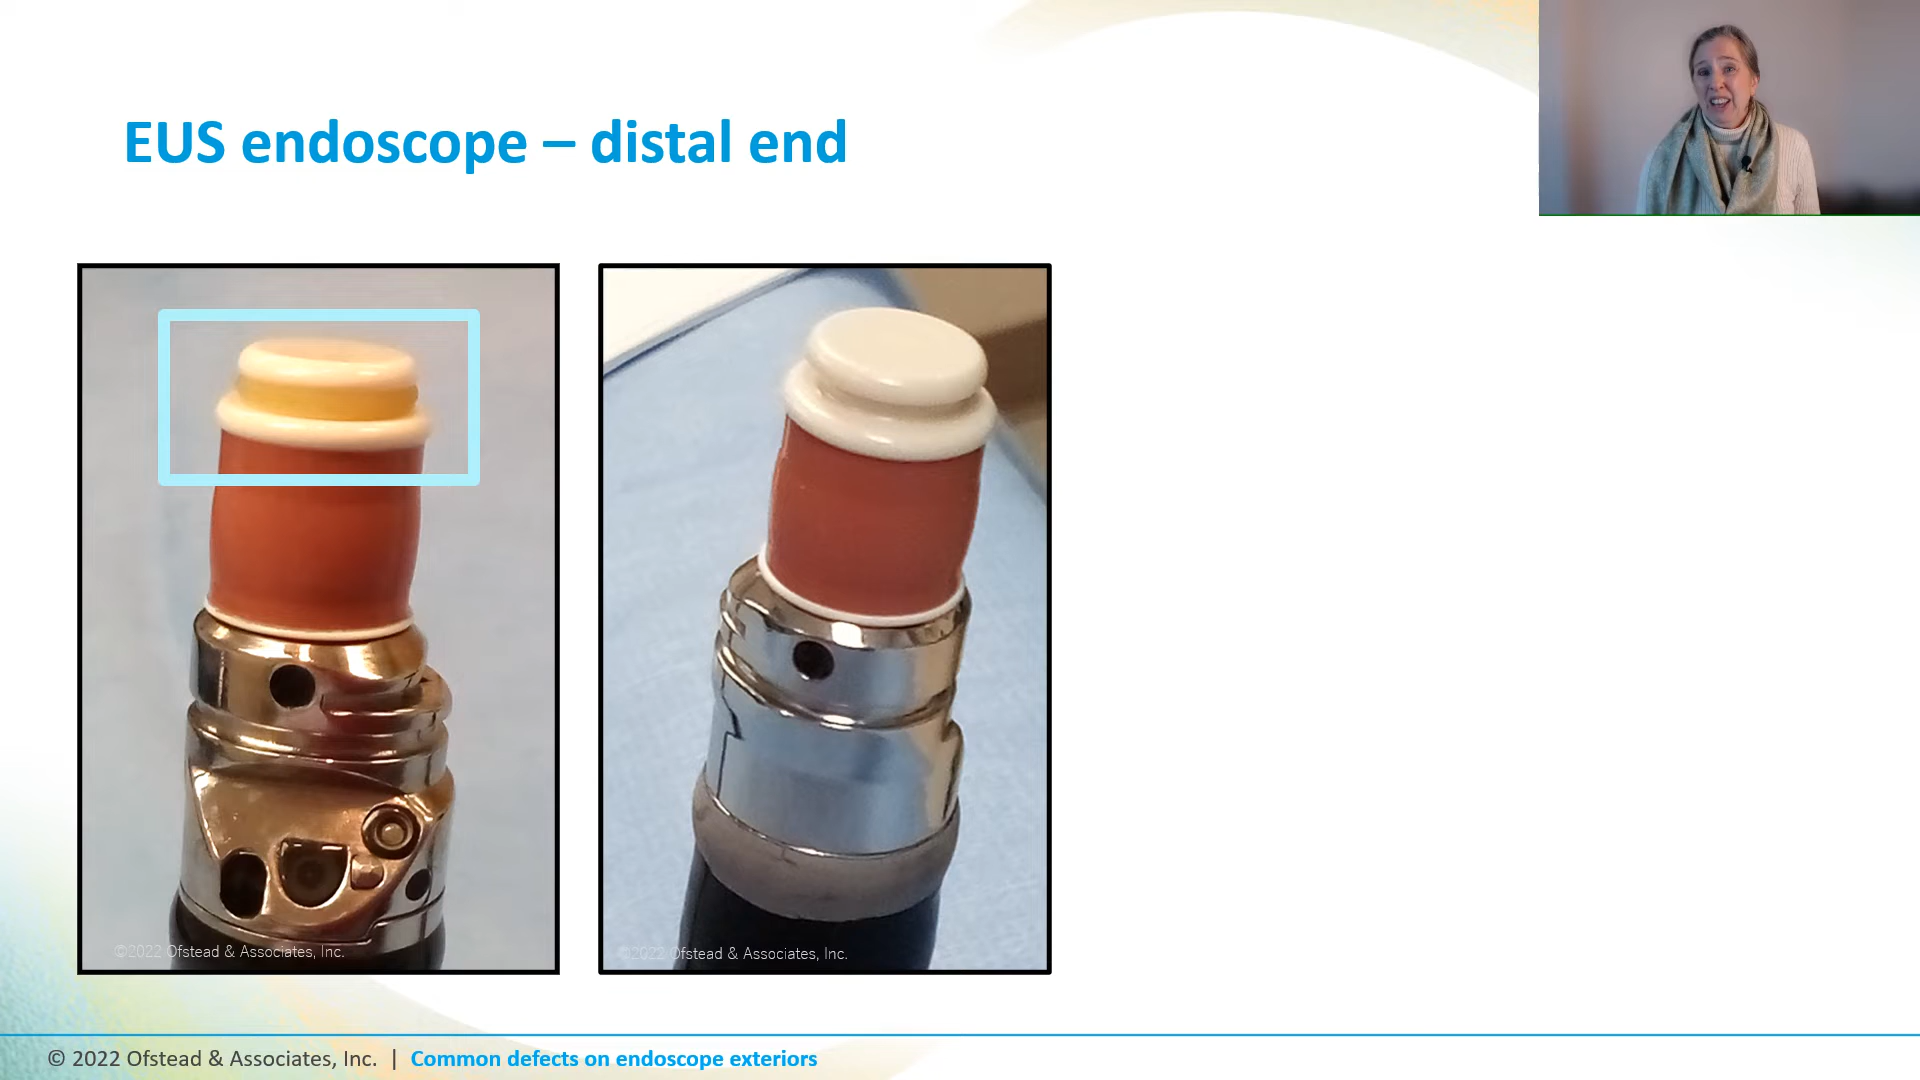 EUS endoscope – distal end
©2022 Ofstead & Associates, Inc.
©2022 Ofstead & Associates, Inc.
© 2022 Ofstead & Associates, Inc. | Common defects on endoscope exteriors